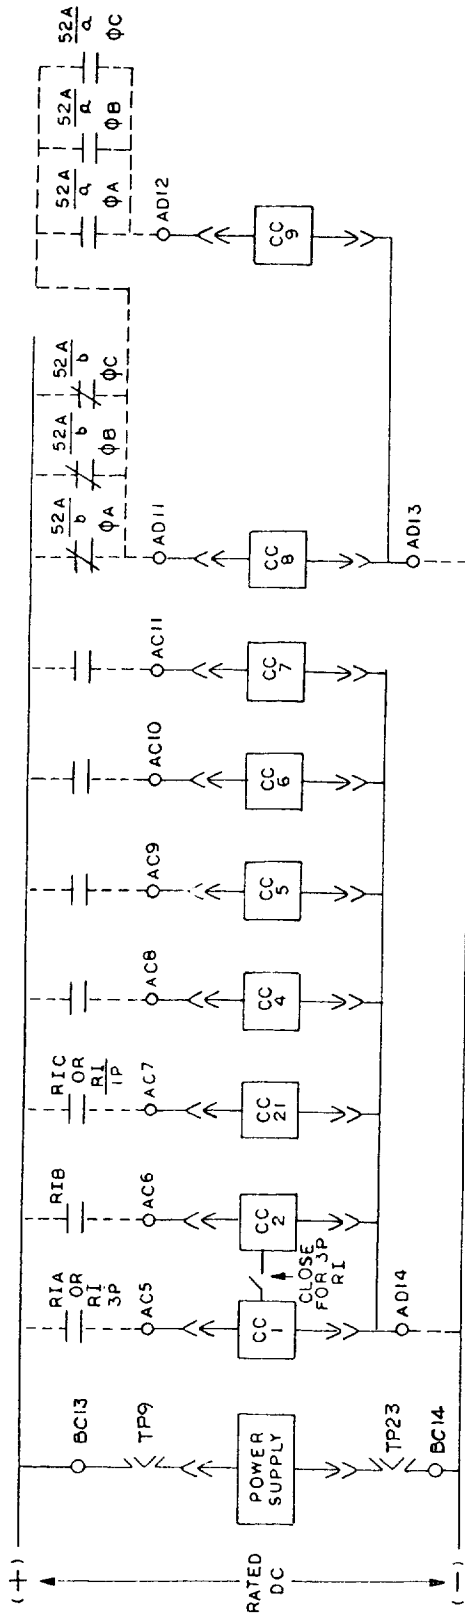 (+)
RATED
DC
(-)
BC13
TP9
POWER
SUPPLY
TP23
BC14
RIA
OR
RI
3P
AC5
CC
1
AD14
CLOSE
FOR 3P
RI
RIB
AC6
CC
2
RIC
OR
RI
1P
AC7
CC
21
AC8
CC
4
AC9
CC
5
AC10
CC
6
AC11
CC
7
52A
b
ΦA
AD11
CC
8
AD13
52A
b
ΦB
52A
b
ΦC
52A
a
ΦA
AD12
CC
9
52A
a
ΦB
52A
a
ΦC